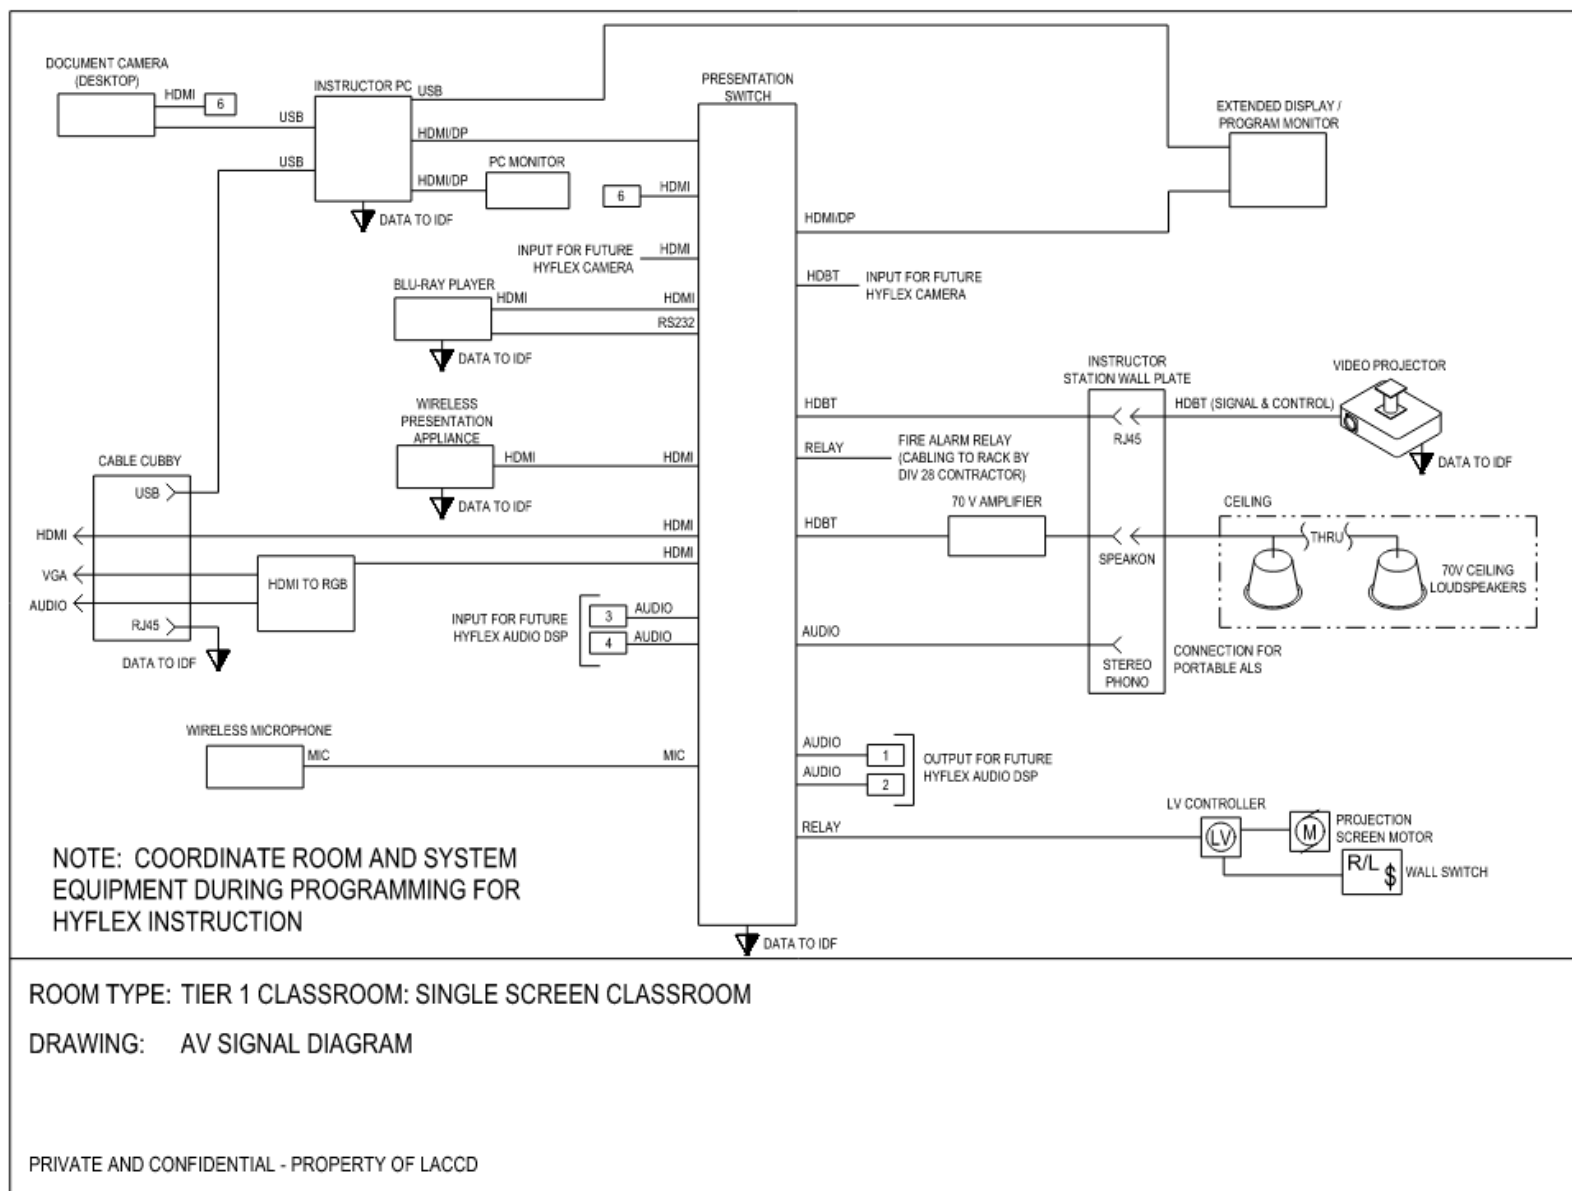 DOCUMENT CAMERA
(DESKTOP)
HDMI
6
USB
USB
INSTRUCTOR PC
USB
HDMI/DP
HDMI/DP
PC MONITOR
DATA TO IDF
PRESENTATION
SWITCH
6
HDMI
INPUT FOR FUTURE
HYFLEX CAMERA
HDMI
BLU-RAY PLAYER
HDMI
HDMI
RS232
DATA TO IDF
WIRELESS
PRESENTATION
APPLIANCE
HDMI
HDMI
DATA TO IDF
CABLE CUBBY
USB
HDMI
HDMI
HDMI
VGA
HDMI TO RGB
AUDIO
RJ45
DATA TO IDF
INPUT FOR FUTURE
HYFLEX AUDIO DSP
3
AUDIO
4
AUDIO
WIRELESS MICROPHONE
MIC
MIC
EXTENDED DISPLAY /
PROGRAM MONITOR
HDMI/DP
HDBT
INPUT FOR FUTURE
HYFLEX CAMERA
INSTRUCTOR
STATION WALL PLATE
VIDEO PROJECTOR
HDBT
HDBT (SIGNAL & CONTROL)
RJ45
DATA TO IDF
RELAY
FIRE ALARM RELAY
(CABLING TO RACK BY
DIV 28 CONTRACTOR)
70 V AMPLIFIER
CEILING
HDBT
SPEAKON
THRU
70V CEILING
LOUDSPEAKERS
AUDIO
STEREO
PHONO
CONNECTION FOR
PORTABLE ALS
AUDIO
1
AUDIO
2
OUTPUT FOR FUTURE
HYFLEX AUDIO DSP
RELAY
LV CONTROLLER
LV
M
PROJECTION
SCREEN MOTOR
R/L $
WALL SWITCH
DATA TO IDF
NOTE: COORDINATE ROOM AND SYSTEM
EQUIPMENT DURING PROGRAMMING FOR
HYFLEX INSTRUCTION
ROOM TYPE: TIER 1 CLASSROOM: SINGLE SCREEN CLASSROOM
DRAWING: AV SIGNAL DIAGRAM
PRIVATE AND CONFIDENTIAL - PROPERTY OF LACCD